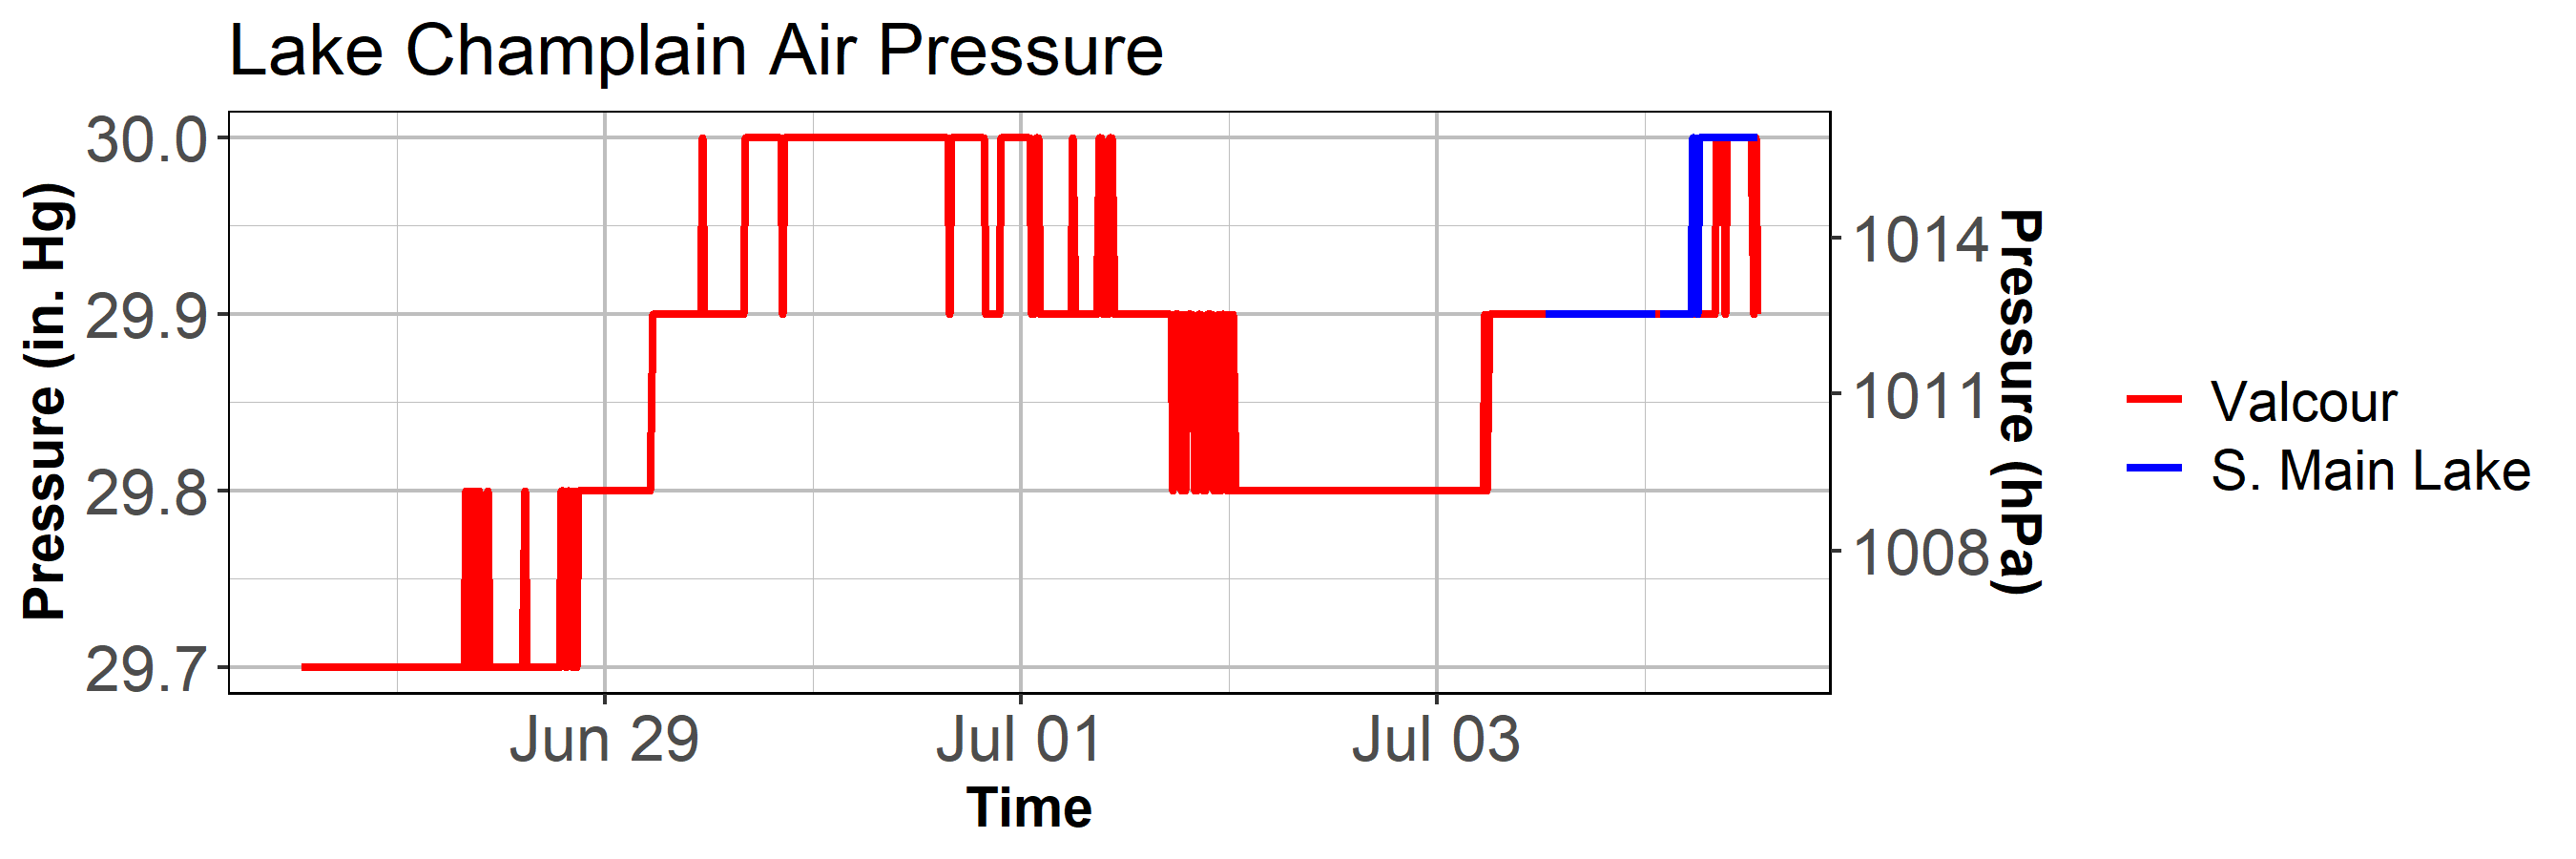 Lake Champlain Air Pressure
Pressure (in. Hg)
30.0
29.9
29.8
29.7
1014
1011
1008
Pressure (hPa)
Valcour
S. Main Lake
Jun 29
Jul 01
Jul 03
Time